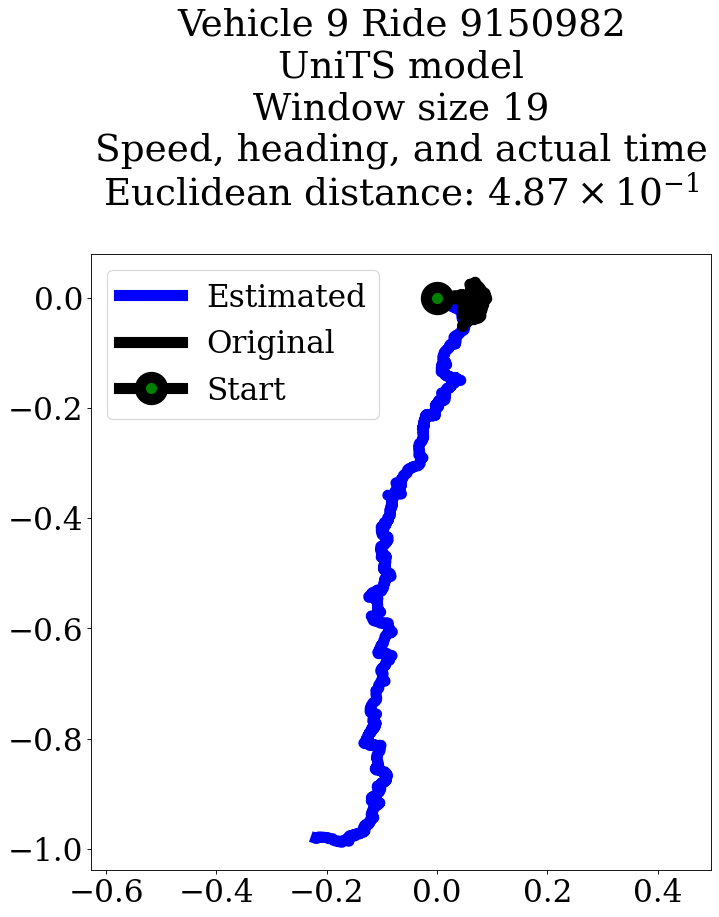 Vehicle 9 Ride 9150982
UniTS model
Window size 19
Speed, heading, and actual time
Euclidean distance: 4.87 × 10⁻¹
Estimated
Original
Start
0.0
−0.2
−0.4
−0.6
−0.8
−1.0
−0.6 −0.4 −0.2 0.0 0.2 0.4